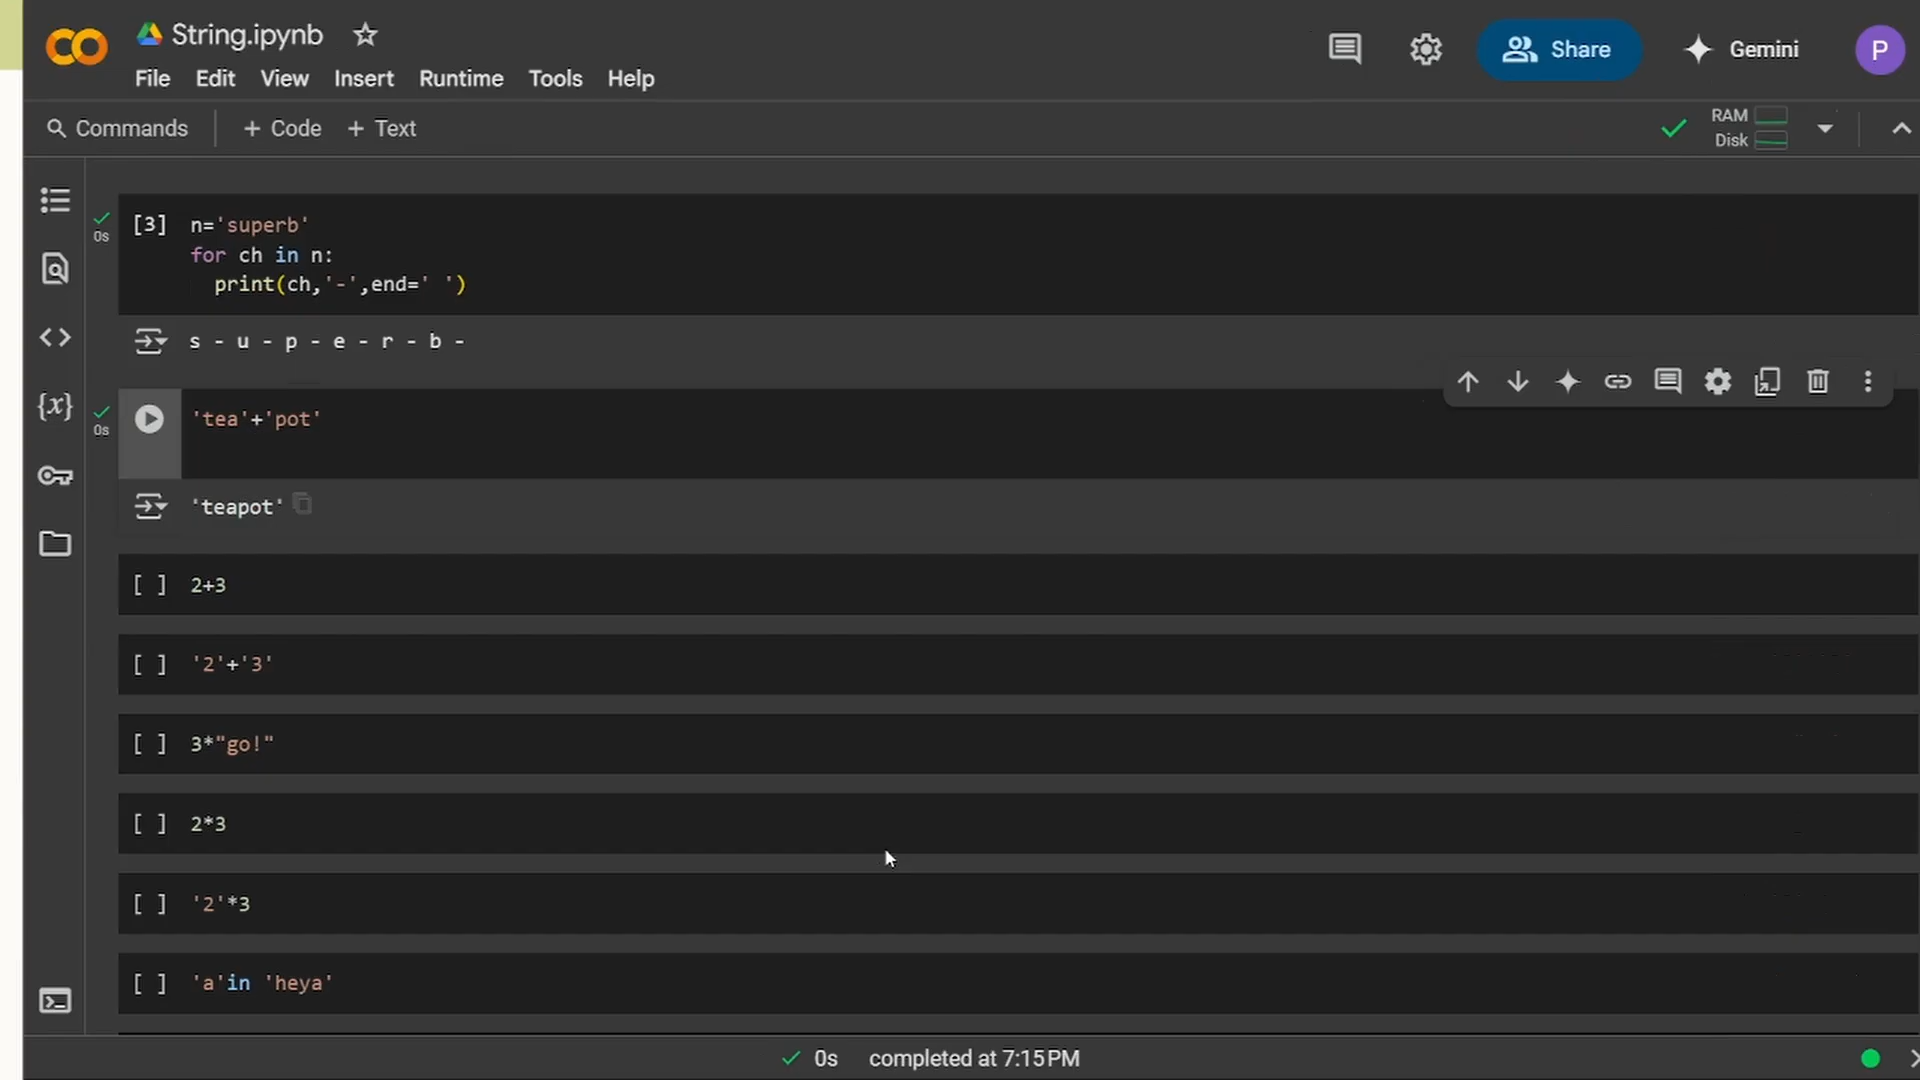 String.ipynb
File Edit View Insert Runtime Tools Help
Share
Gemini
P
Commands + Code + Text
RAM
Disk
0s
[3] n='superb'
for ch in n:
  print(ch,'-',end=' ')
s - u - p - e - r - b -
0s
'tea'+'pot'
'teapot'
[ ] 2+3
[ ] '2'+'3'
[ ] 3*"go!"
[ ] 2*3
[ ] '2'*3
[ ] 'a'in 'heya'
0s completed at 7:15 PM